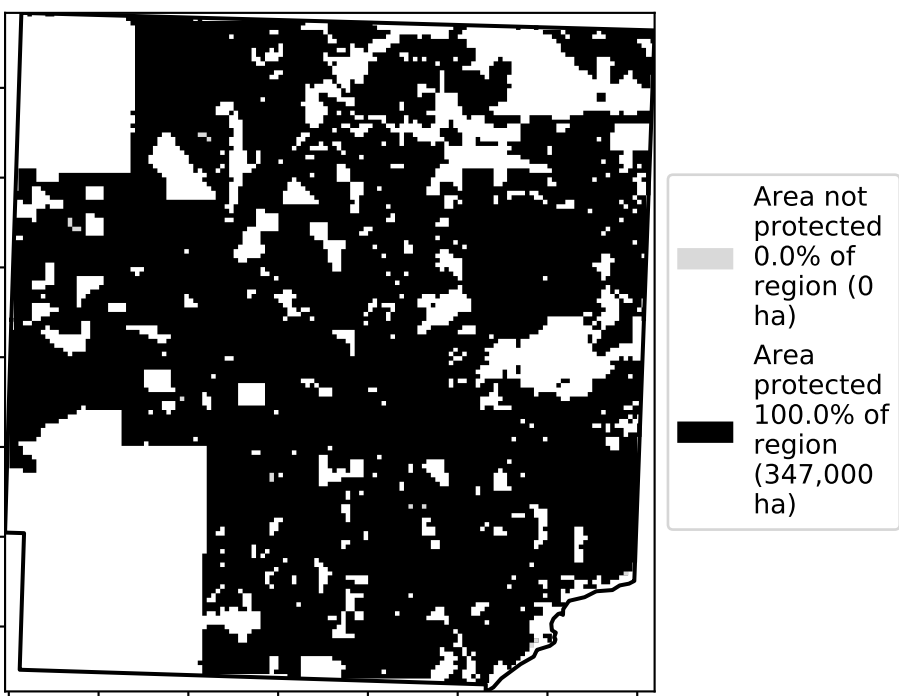 Area not
protected
0.0% of
region (0
ha)
Area
protected
100.0% of
region
(347,000
ha)